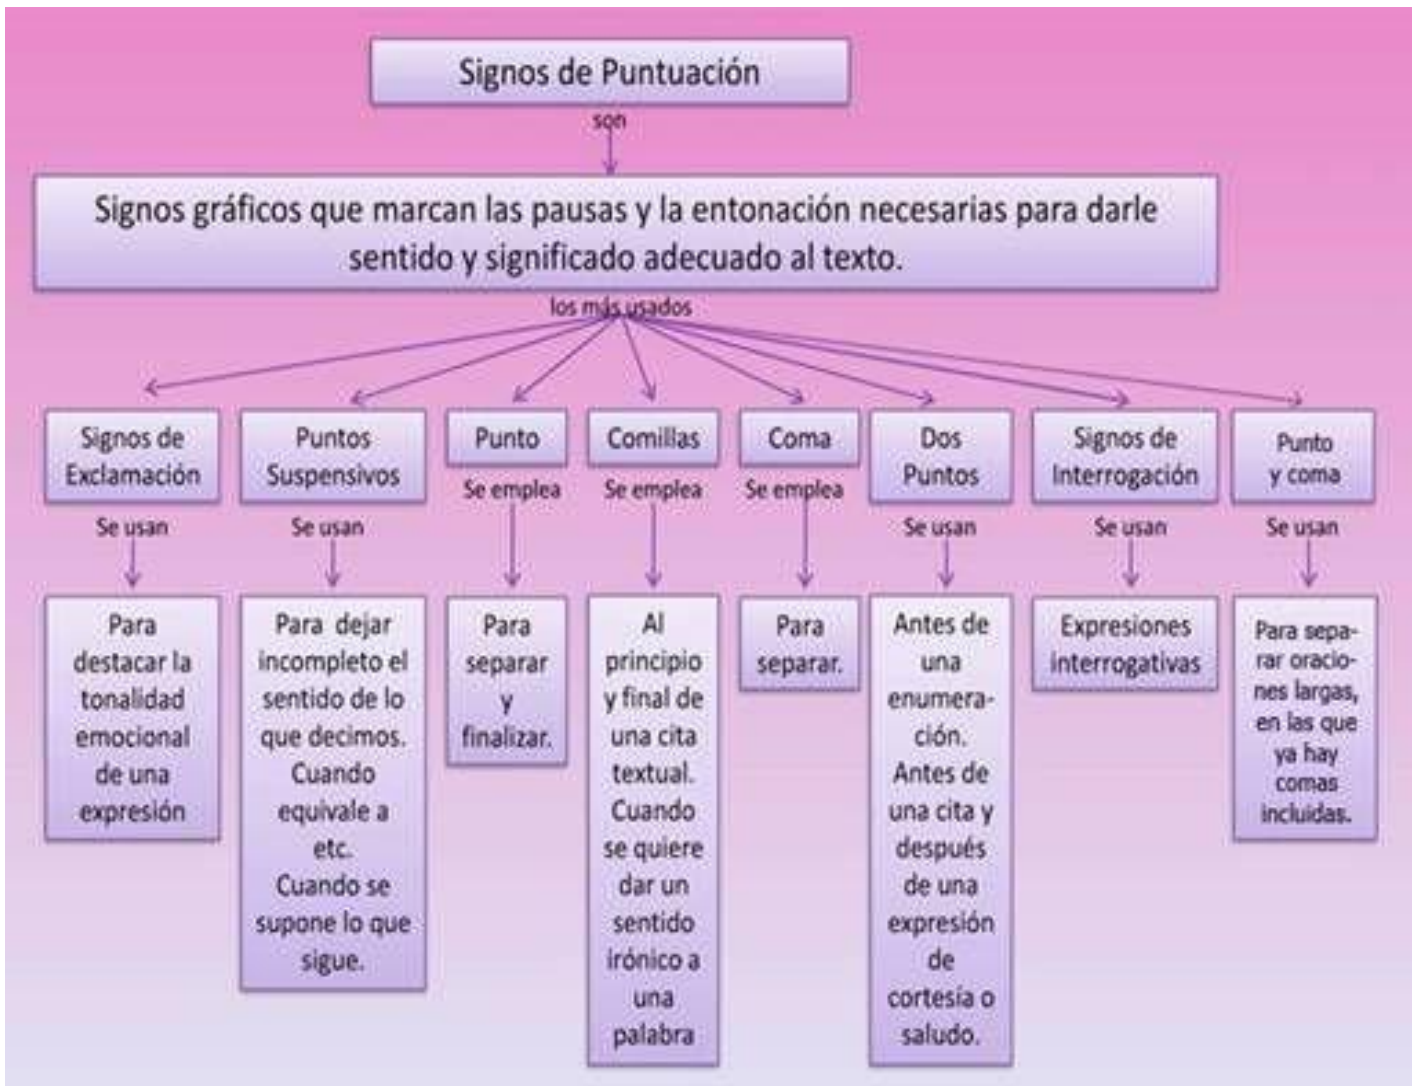 Signos de Puntuación
son
Signos gráficos que marcan las pausas y la entonación necesarias para darle
sentido y significado adecuado al texto.
los más usados
Signos de
Exclamación
Se usan
Para
destacar la
tonalidad
emocional
de una
expresión
Puntos
Suspensivos
Se usan
Para dejar
incompleto el
sentido de lo
que decimos.
Cuando
equivale a
etc.
Cuando se
supone lo que
sigue.
Punto
Se emplea
Para
separar
y
finalizar.
Comillas
Se emplea
Al
principio
y final de
una cita
textual.
Cuando
se quiere
dar un
sentido
irónico a
una
palabra
Coma
Se emplea
Para
separar.
Dos
Puntos
Se usan
Antes de
una
enumera-
ción.
Antes de
una cita y
después
de una
expresión
de
cortesía o
saludo.
Signos de
Interrogación
Se usan
Expresiones
interrogativas
Punto
y coma
Se usan
Para sepa-
rar oracio-
nes largas,
en las que
ya hay
comas
incluidas.